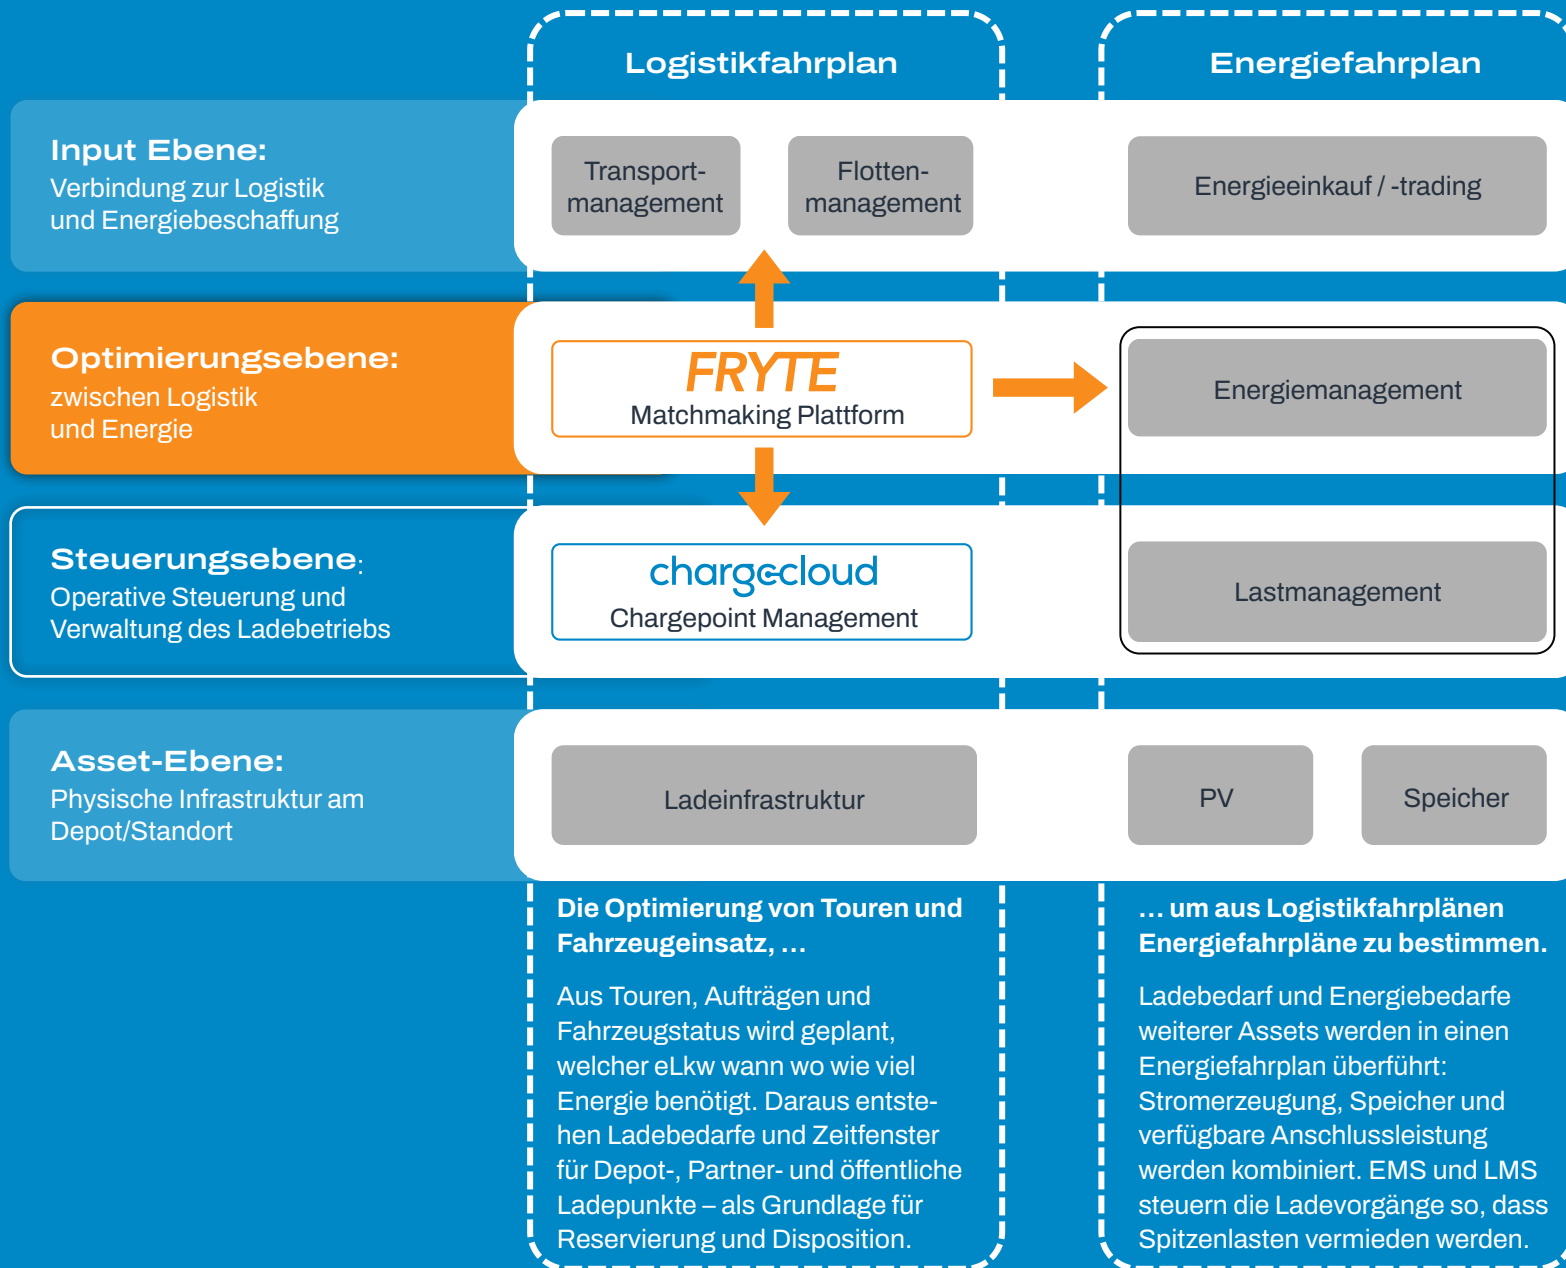 Logistikfahrplan
Energiefahrplan
Input Ebene:
Verbindung zur Logistik
und Energiebeschaffung
Transport-
management
Flotten-
management
Energieeinkauf / -trading
Optimierungsebene:
zwischen Logistik
und Energie
FRYTE
Matchmaking Plattform
Energiemanagement
Steuerungsebene:
Operative Steuerung und
Verwaltung des Ladebetriebs
chargecloud
Chargepoint Management
Lastmanagement
Asset-Ebene:
Physische Infrastruktur am
Depot/Standort
Ladeinfrastruktur
PV
Speicher
Die Optimierung von Touren und
Fahrzeugeinsatz, ...
Aus Touren, Aufträgen und
Fahrzeugstatus wird geplant,
welcher eLkw wann wo wie viel
Energie benötigt. Daraus entste-
hen Ladebedarfe und Zeitfenster
für Depot-, Partner- und öffentliche
Ladepunkte – als Grundlage für
Reservierung und Disposition.
... um aus Logistikfahrplänen
Energiefahrpläne zu bestimmen.
Ladebedarf und Energiebedarfe
weiterer Assets werden in einen
Energiefahrplan überführt:
Stromerzeugung, Speicher und
verfügbare Anschlussleistung
werden kombiniert. EMS und LMS
steuern die Ladevorgänge so, dass
Spitzenlasten vermieden werden.